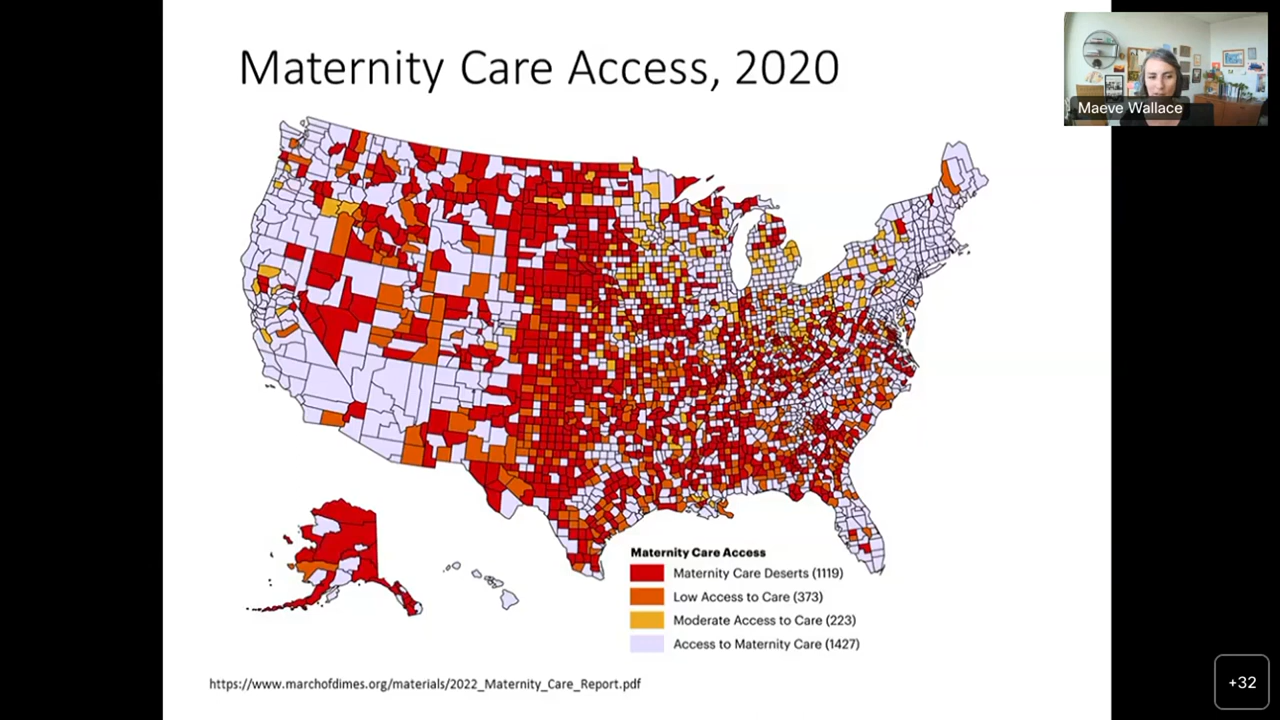 Maternity Care Access, 2020
Maeve Wallace
Maternity Care Access
Maternity Care Deserts (1119)
Low Access to Care (373)
Moderate Access to Care (223)
Access to Maternity Care (1427)
https://www.marchofdimes.org/materials/2022_Maternity_Care_Report.pdf
+32